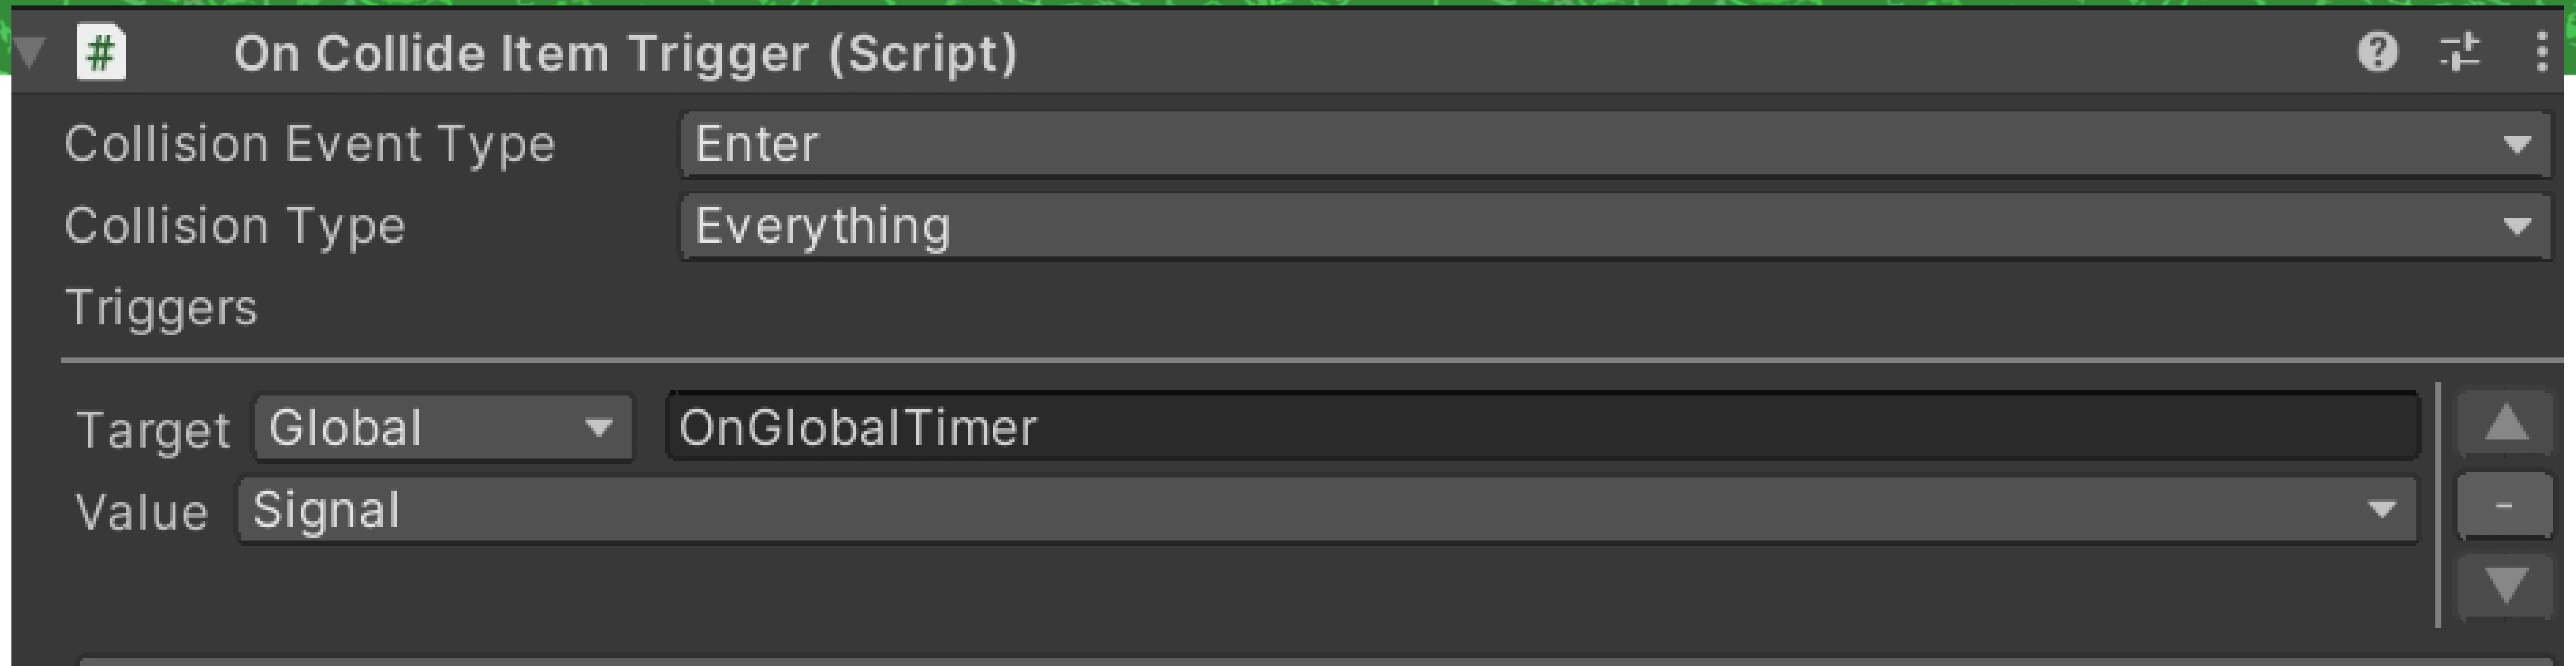 # On Collide Item Trigger (Script)
Collision Event Type Enter
Collision Type Everything
Triggers
Target Global OnGlobalTimer
Value Signal -